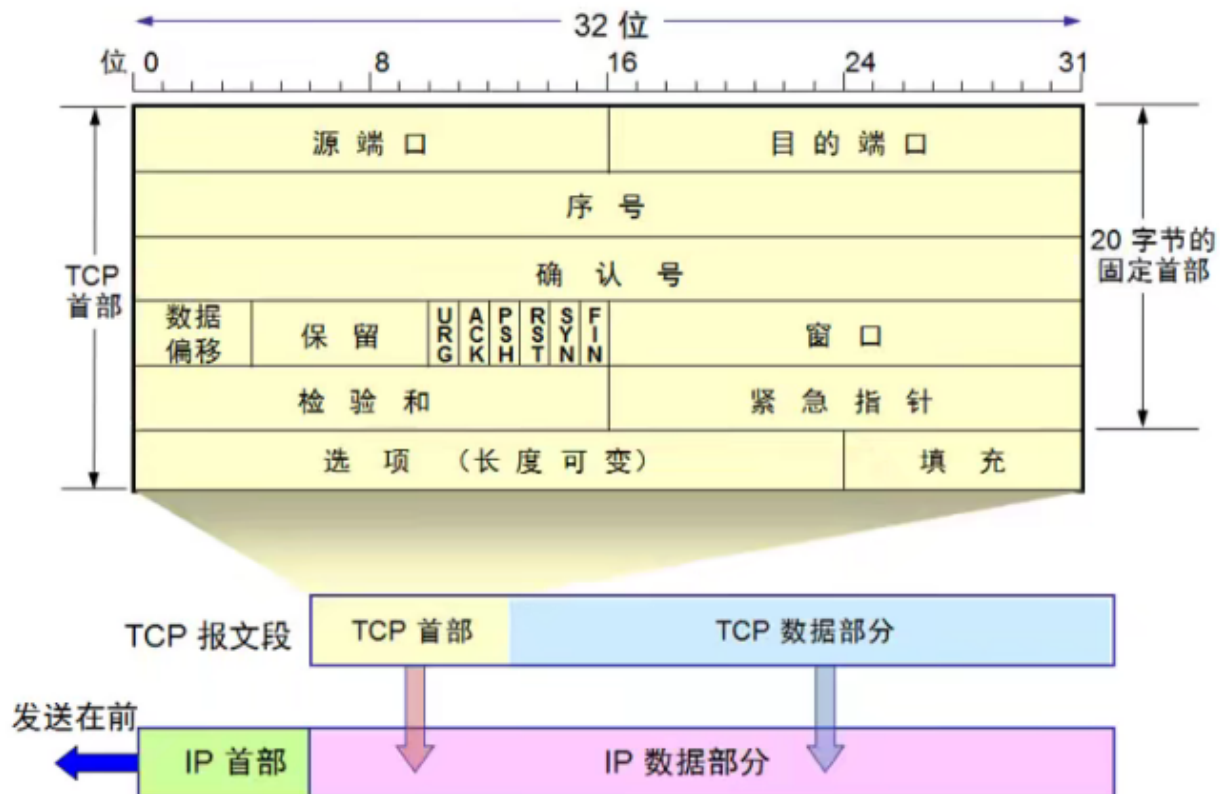 32 位
位 0 8 16 24 31
源 端 口 目 的 端 口
序 号
确 认 号
TCP
首部
20 字节的
固定首部
数据
偏移
保 留
URG
ACK
PSH
RST
SYN
FIN
窗 口
检 验 和 紧 急 指 针
选 项 (长 度 可 变) 填 充
TCP 报文段 TCP 首部 TCP 数据部分
发送在前
IP 首部 IP 数据部分